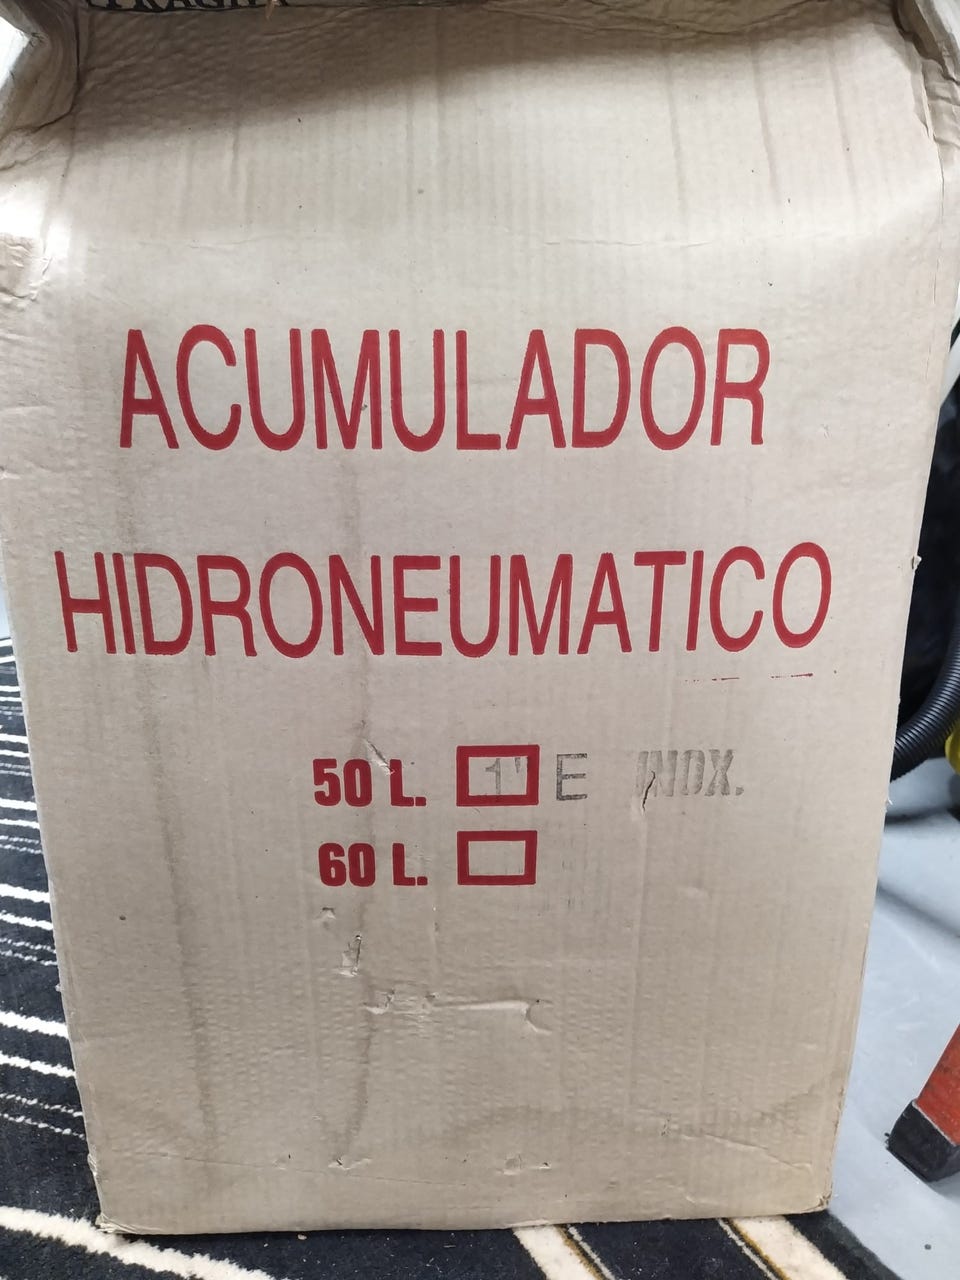 ACUMULADOR
HIDRONEUMATICO
50 L. 1" E INOX.
60 L.